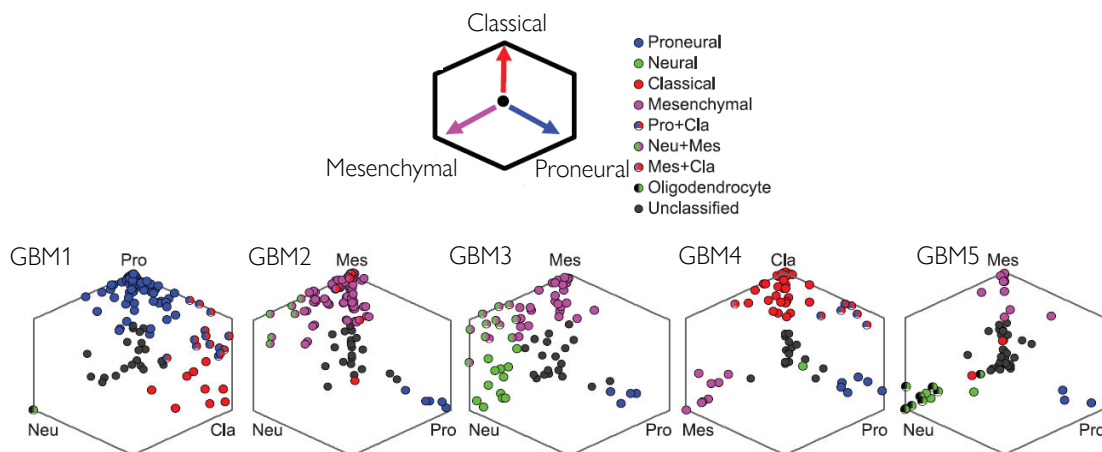 Classical
Mesenchymal
Proneural
Proneural
Neural
Classical
Mesenchymal
Pro+Cla
Neu+Mes
Mes+Cla
Oligodendrocyte
Unclassified
GBM1
Pro
Neu
Cla
GBM2
Mes
Neu
Pro
GBM3
Mes
Neu
Pro
GBM4
Cla
Mes
Pro
GBM5
Mes
Neu
Pro